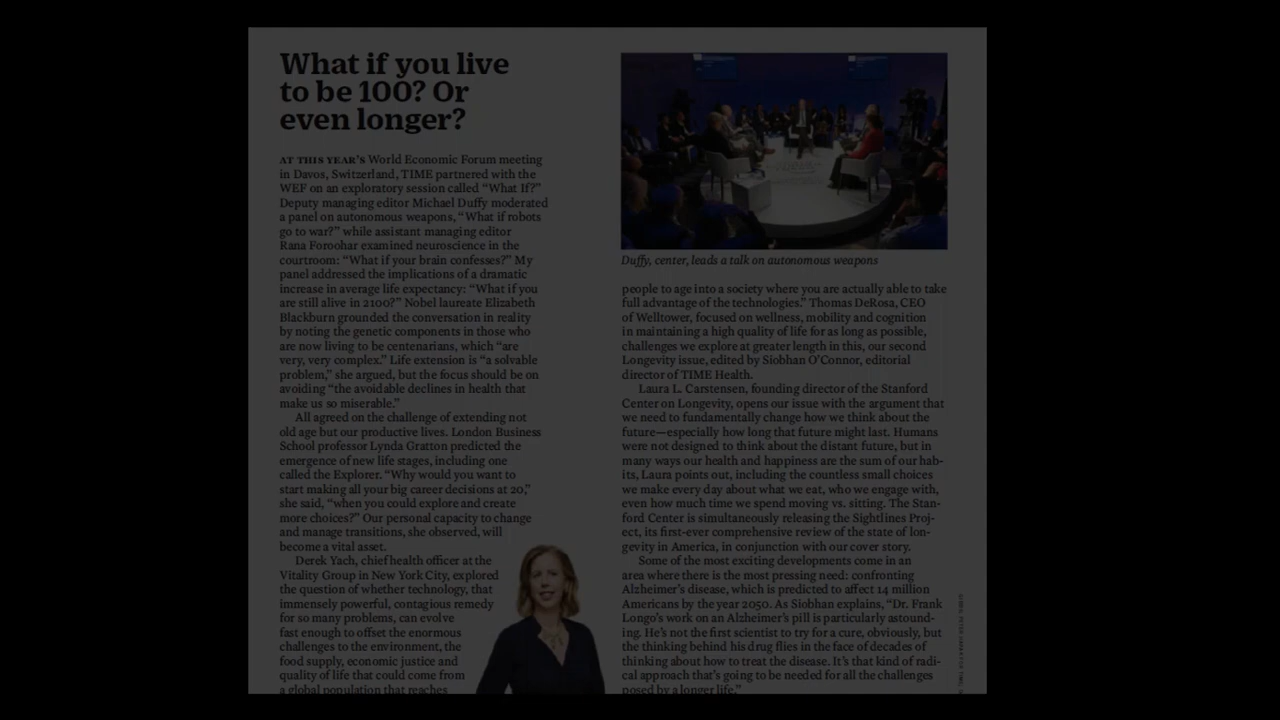 What if you live
to be 100? Or
even longer?
AT THIS YEAR'S World Economic Forum meeting
in Davos, Switzerland, TIME partnered with the
WEF on an exploratory session called “What If?”
Deputy managing editor Michael Duffy moderated
a panel on autonomous weapons, “What if robots
go to war?” while assistant managing editor
Rana Foroohar examined neuroscience in the
courtroom: “What if your brain confesses?” My
panel addressed the implications of a dramatic
increase in average life expectancy: “What if you
are still alive in 2100?” Nobel laureate Elizabeth
Blackburn grounded the conversation in reality
by noting the genetic components in those who
are now living to be centenarians, which “are
very, very complex.” Life extension is “a solvable
problem,” she argued, but the focus should be on
avoiding “the avoidable declines in health that
make us so miserable.”
All agreed on the challenge of extending not
old age but our productive lives. London Business
School professor Lynda Gratton predicted the
emergence of new life stages, including one
called the Explorer. “Why would you want to
start making all your big career decisions at 20,”
she said, “when you could explore and create
more choices?” Our personal capacity to change
and manage transitions, she observed, will
become a vital asset.
Derek Yach, chief health officer at the
Vitality Group in New York City, explored
the question of whether technology, that
immensely powerful, contagious remedy
for so many problems, can evolve
fast enough to offset the enormous
challenges to the environment, the
food supply, economic justice and
quality of life that could come from
a global population that reaches
Duffy, center, leads a talk on autonomous weapons
people to age into a society where you are actually able to take
full advantage of the technologies.” Thomas DeRosa, CEO
of Welltower, focused on wellness, mobility and cognition
in maintaining a high quality of life for as long as possible,
challenges we explore at greater length in this, our second
Longevity issue, edited by Siobhan O'Connor, editorial
director of TIME Health.
Laura L. Carstensen, founding director of the Stanford
Center on Longevity, opens our issue with the argument that
we need to fundamentally change how we think about the
future—especially how long that future might last. Humans
were not designed to think about the distant future, but in
many ways our health and happiness are the sum of our hab-
its, Laura points out, including the countless small choices
we make every day about what we eat, who we engage with,
even how much time we spend moving vs. sitting. The Stan-
ford Center is simultaneously releasing the Sightlines Proj-
ect, its first-ever comprehensive review of the state of lon-
gevity in America, in conjunction with our cover story.
Some of the most exciting developments come in an
area where there is the most pressing need: confronting
Alzheimer's disease, which is predicted to affect 14 million
Americans by the year 2050. As Siobhan explains, “Dr. Frank
Longo's work on an Alzheimer's pill is particularly astound-
ing. He's not the first scientist to try for a cure, obviously, but
the thinking behind his drug flies in the face of decades of
thinking about how to treat the disease. It's that kind of radi-
cal approach that's going to be needed for all the challenges
posed by a longer life.”